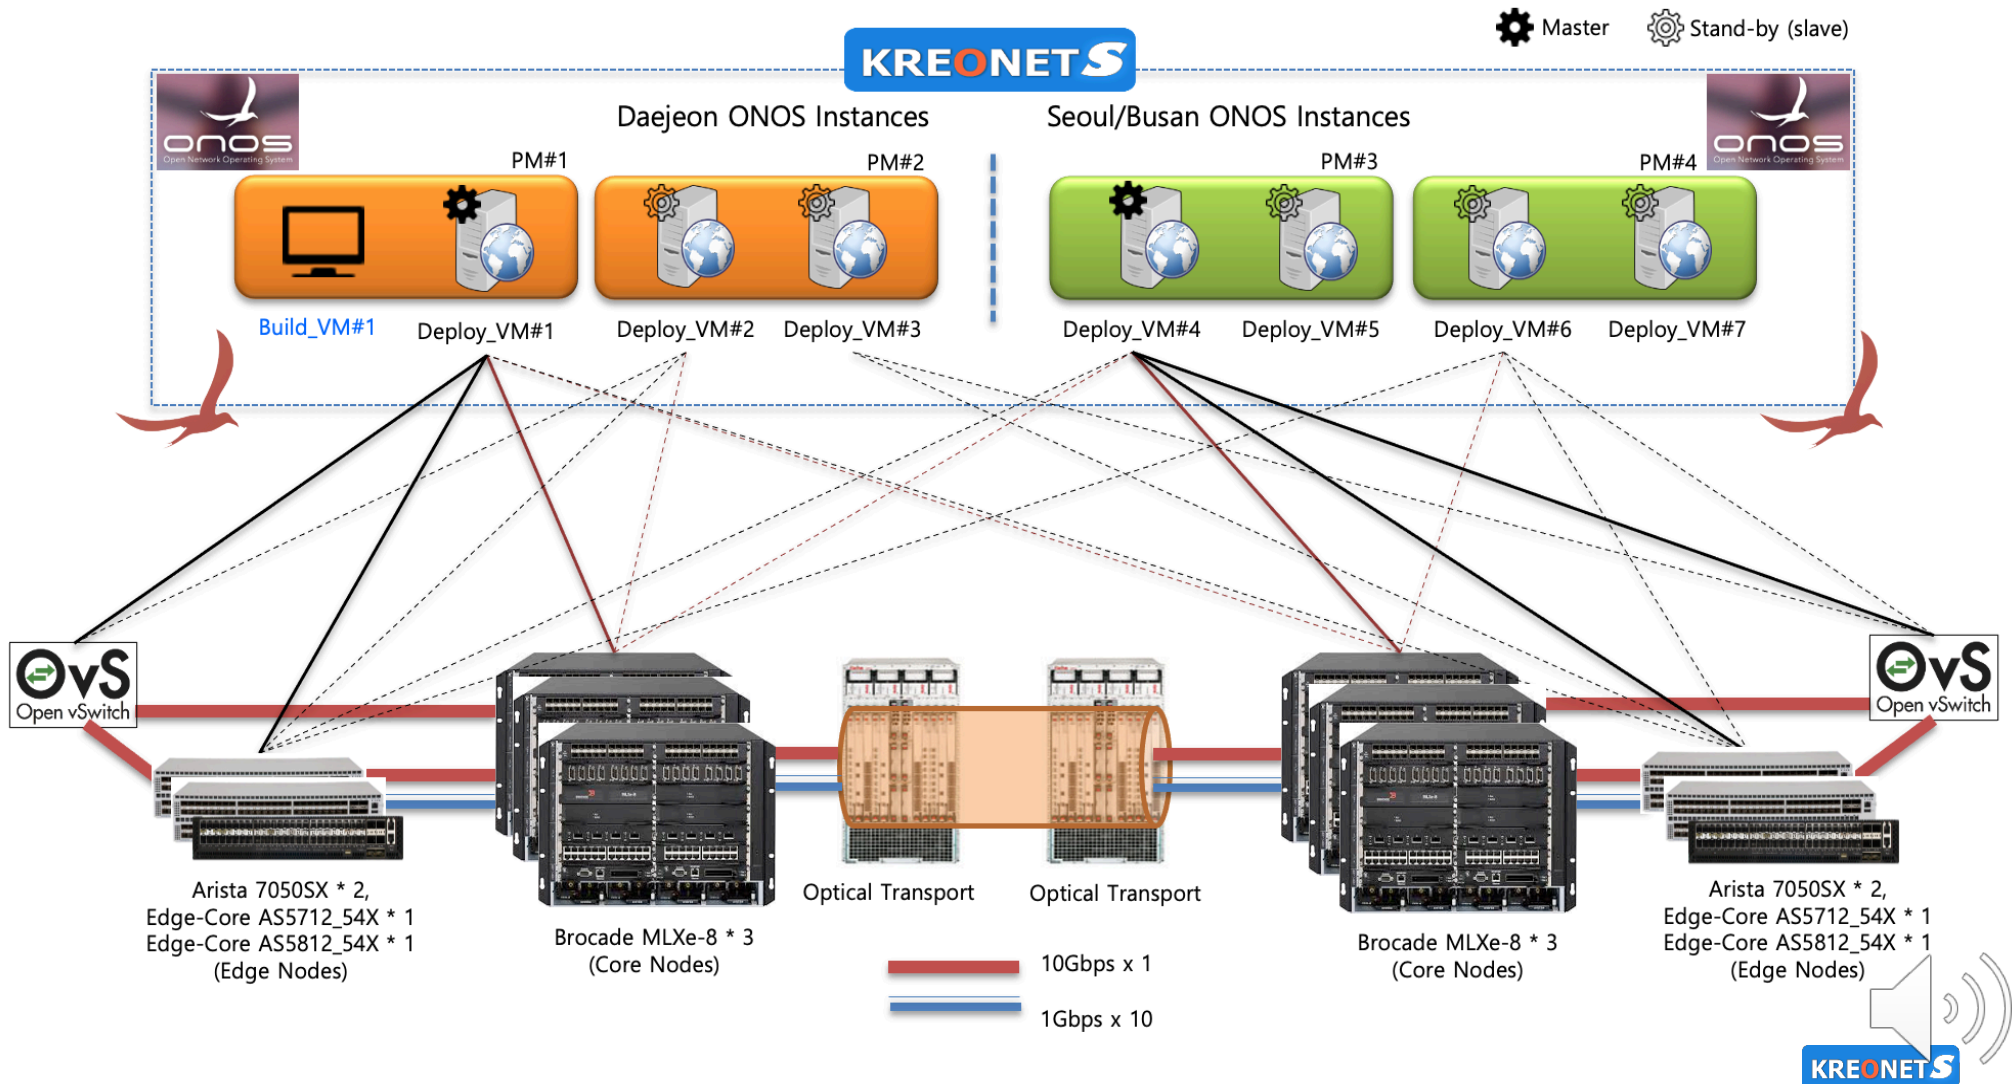 Master
Stand-by (slave)
KREONET S
onos
Open Network Operating System
Daejeon ONOS Instances
Seoul/Busan ONOS Instances
onos
Open Network Operating System
PM#1
PM#2
PM#3
PM#4
Build_VM#1
Deploy_VM#1
Deploy_VM#2
Deploy_VM#3
Deploy_VM#4
Deploy_VM#5
Deploy_VM#6
Deploy_VM#7
OvS
Open vSwitch
OvS
Open vSwitch
Arista 7050SX * 2,
Edge-Core AS5712_54X * 1
Edge-Core AS5812_54X * 1
(Edge Nodes)
Brocade MLXe-8 * 3
(Core Nodes)
Optical Transport
Optical Transport
Brocade MLXe-8 * 3
(Core Nodes)
Arista 7050SX * 2,
Edge-Core AS5712_54X * 1
Edge-Core AS5812_54X * 1
(Edge Nodes)
10Gbps x 1
1Gbps x 10
KREONET S